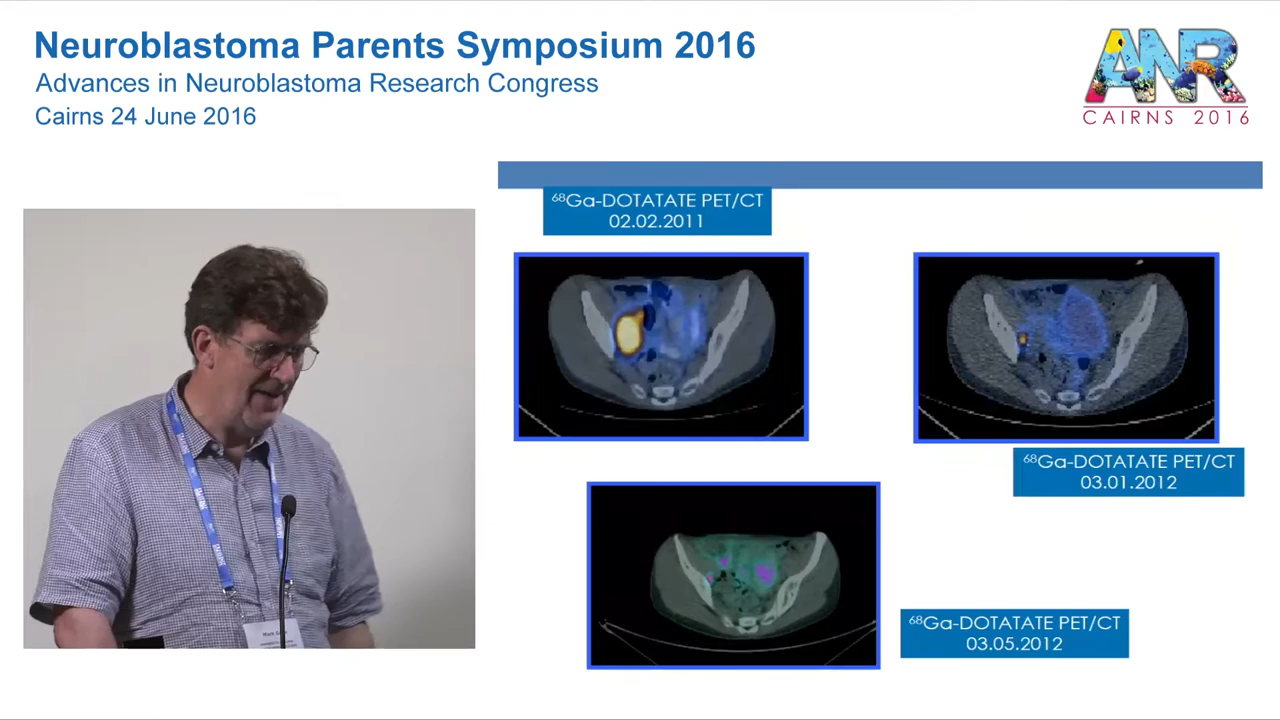 Neuroblastoma Parents Symposium 2016
Advances in Neuroblastoma Research Congress
Cairns 24 June 2016
ANR
CAIRNS 2016
⁶⁸Ga-DOTATATE PET/CT
02.02.2011
⁶⁸Ga-DOTATATE PET/CT
03.01.2012
⁶⁸Ga-DOTATATE PET/CT
03.05.2012
Mark